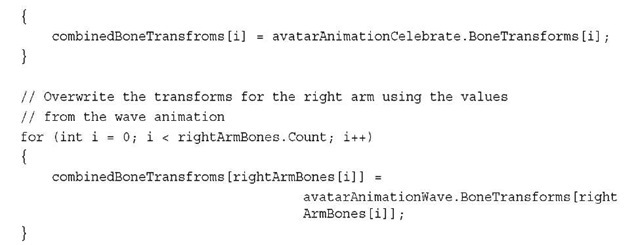 {
combinedBoneTransfroms[i] = avatarAnimationCelebrate.BoneTransforms[i];
}
// Overwrite the transforms for the right arm using the values
// from the wave animation
for (int i = 0; i < rightArmBones.Count; i++)
{
combinedBoneTransfroms[rightArmBones[i]] =
avatarAnimationWave.BoneTransforms[right
ArmBones[i]];
}